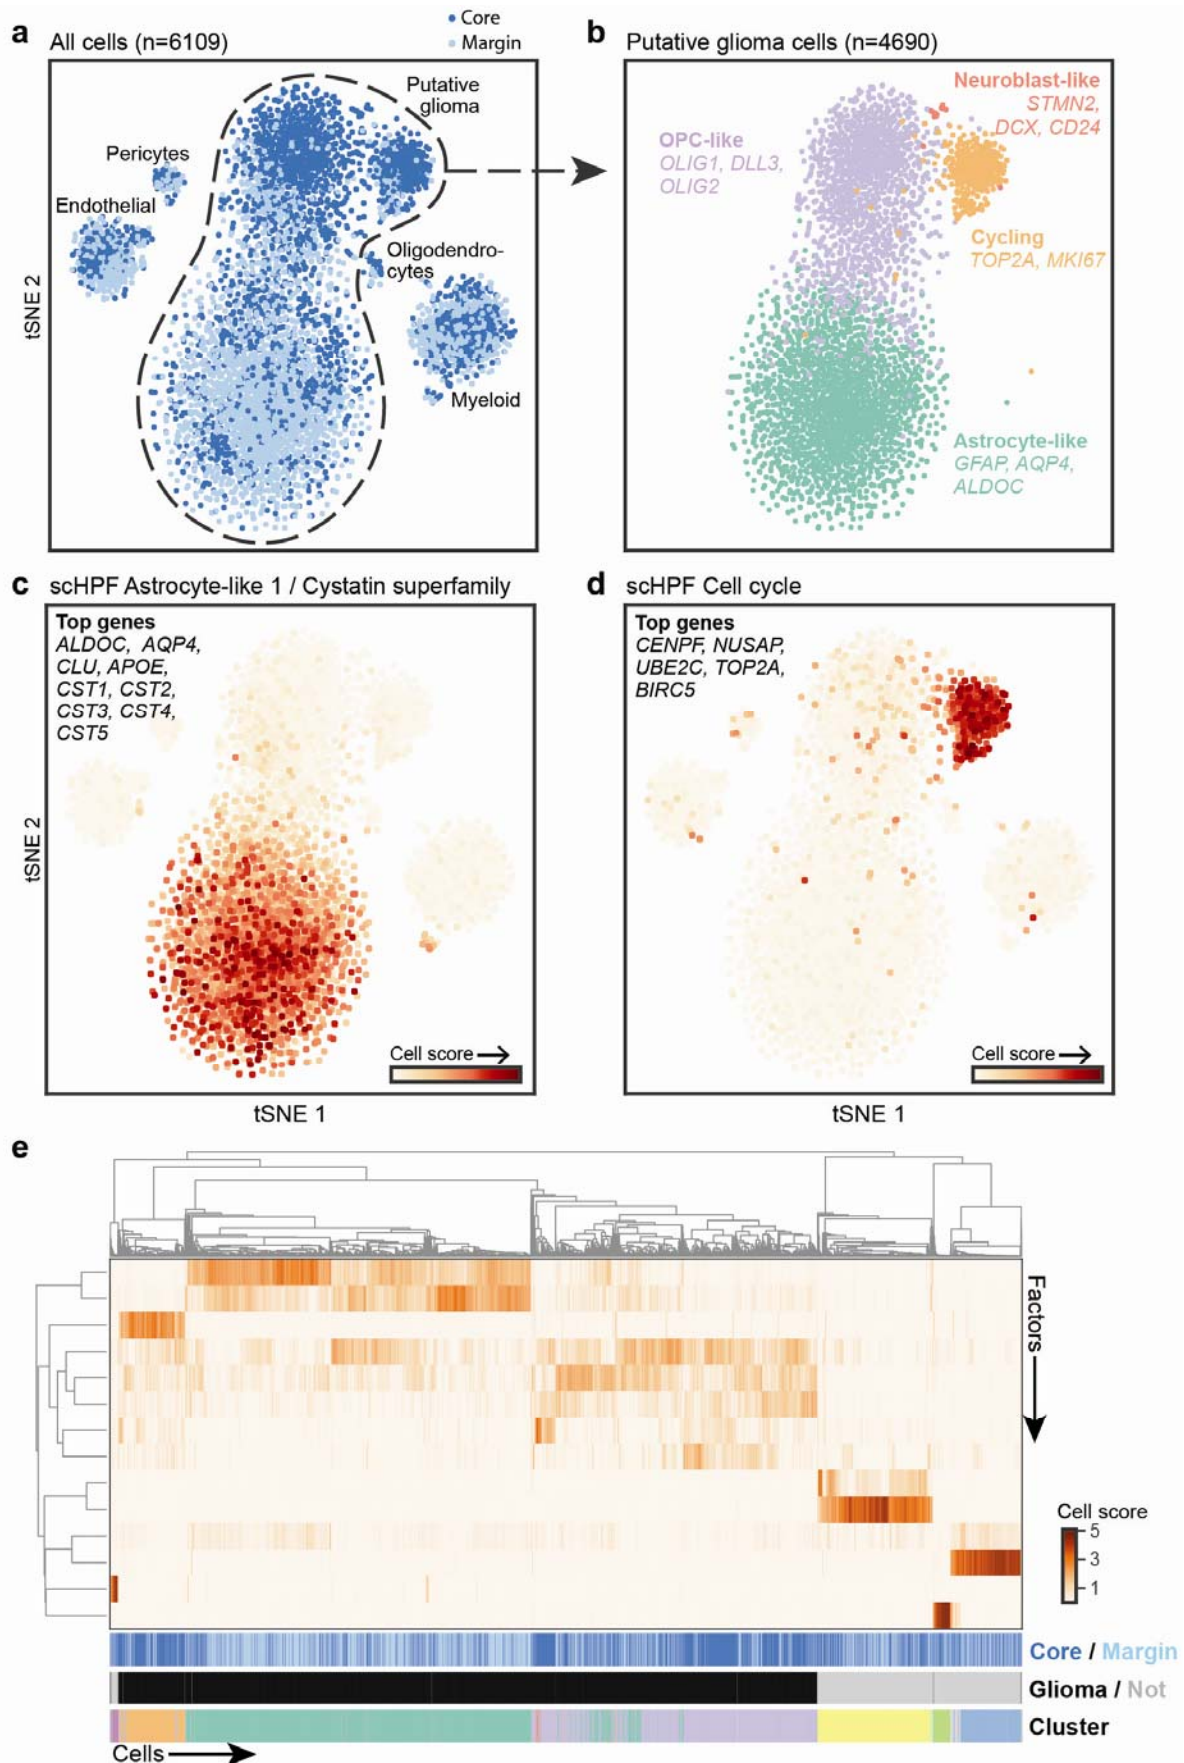 a
All cells (n=6109)
Core
Margin
Putative
glioma
Pericytes
Endothelial
Oligodendro-
cytes
Myeloid
tSNE 2
b
Putative glioma cells (n=4690)
Neuroblast-like
STMN2,
DCX, CD24
OPC-like
OLIG1, DLL3,
OLIG2
Cycling
TOP2A, MKI67
Astrocyte-like
GFAP, AQP4,
ALDOC
c
scHPF Astrocyte-like 1 / Cystatin superfamily
Top genes
ALDOC, AQP4,
CLU, APOE,
CST1, CST2,
CST3, CST4,
CST5
Cell score
tSNE 2
tSNE 1
d
scHPF Cell cycle
Top genes
CENPF, NUSAP,
UBE2C, TOP2A,
BIRC5
Cell score
tSNE 1
e
Factors
Cell score
5
3
1
Core / Margin
Glioma / Not
Cluster
Cells